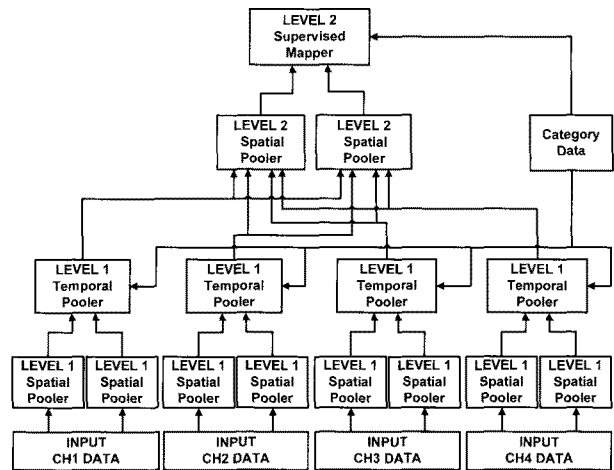 LEVEL 2
Supervised
Mapper
LEVEL 2
Spatial
Pooler
LEVEL 2
Spatial
Pooler
Category
Data
LEVEL 1
Temporal
Pooler
LEVEL 1
Temporal
Pooler
LEVEL 1
Temporal
Pooler
LEVEL 1
Temporal
Pooler
LEVEL 1
Spatial
Pooler
LEVEL 1
Spatial
Pooler
LEVEL 1
Spatial
Pooler
LEVEL 1
Spatial
Pooler
LEVEL 1
Spatial
Pooler
LEVEL 1
Spatial
Pooler
LEVEL 1
Spatial
Pooler
LEVEL 1
Spatial
Pooler
INPUT
CH1 DATA
INPUT
CH2 DATA
INPUT
CH3 DATA
INPUT
CH4 DATA